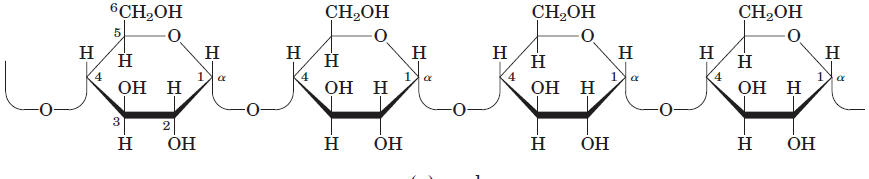 6CH2OH CH2OH CH2OH CH2OH
5 O O O O
H H H H H H H H
H H H H
4 1 α 4 1 α 4 1 α 4 1 α
OH H OH H OH H OH H
O O O O
3 2
H OH H OH H OH H OH